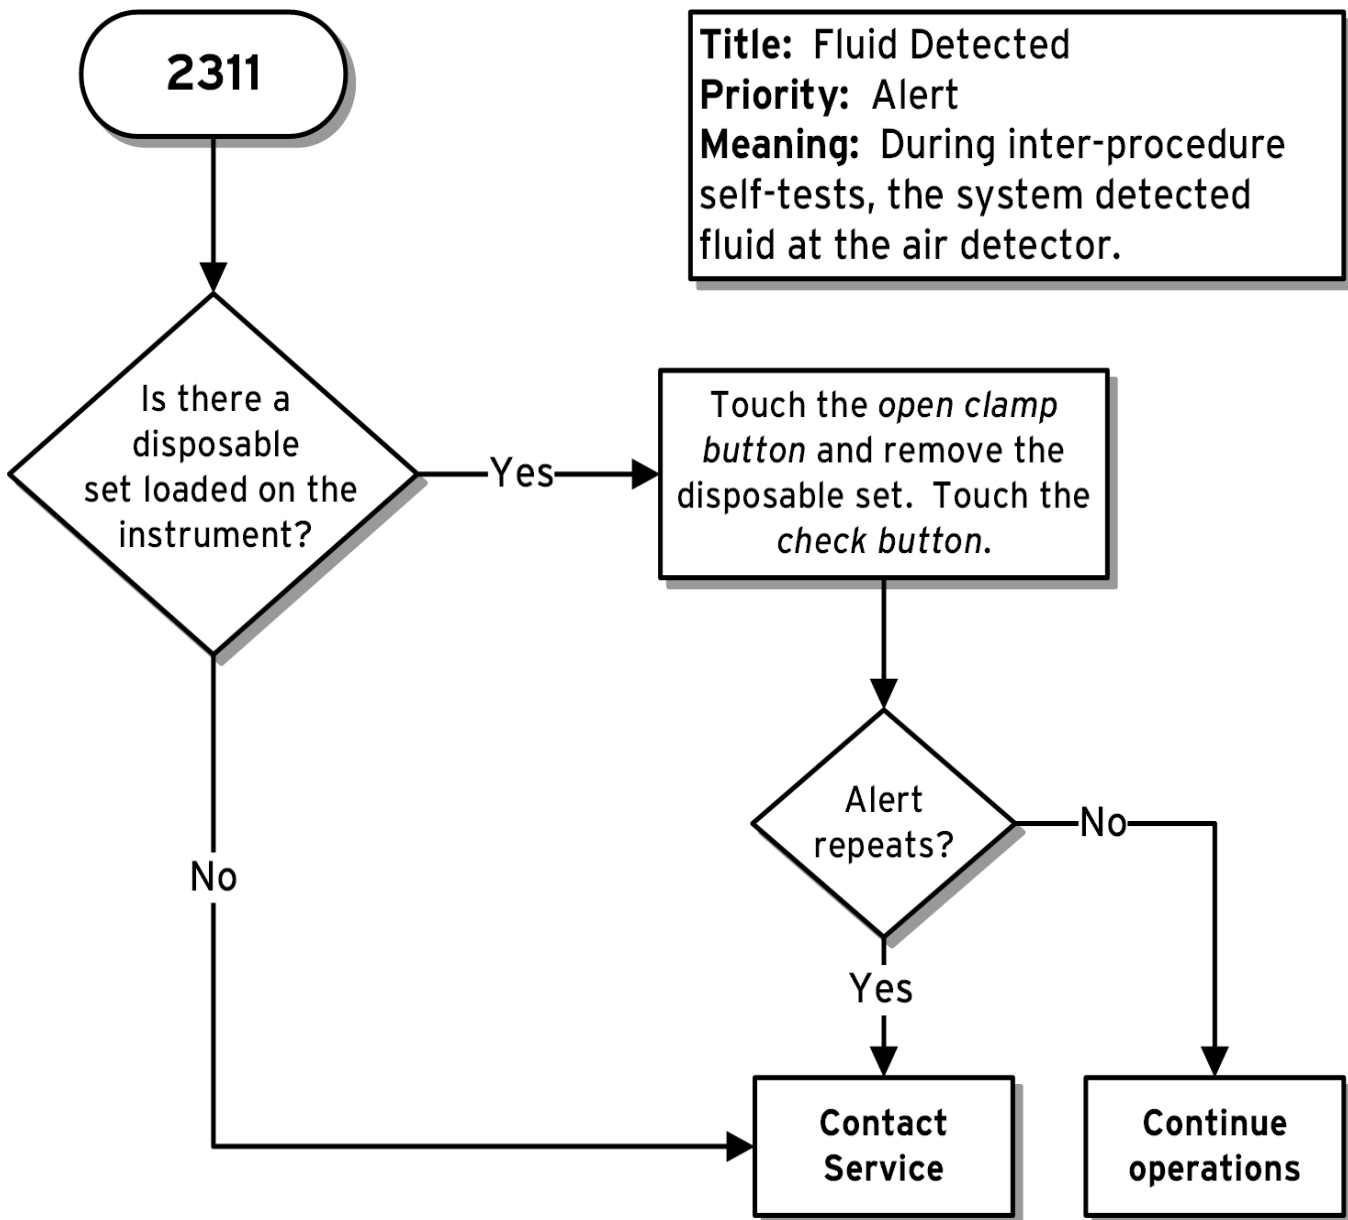 2311
Title: Fluid Detected
Priority: Alert
Meaning: During inter-procedure
self-tests, the system detected
fluid at the air detector.
Is there a
disposable
set loaded on the
instrument?
Yes
Touch the open clamp
button and remove the
disposable set. Touch the
check button.
Alert
repeats?
No
No
Yes
Contact
Service
Continue
operations